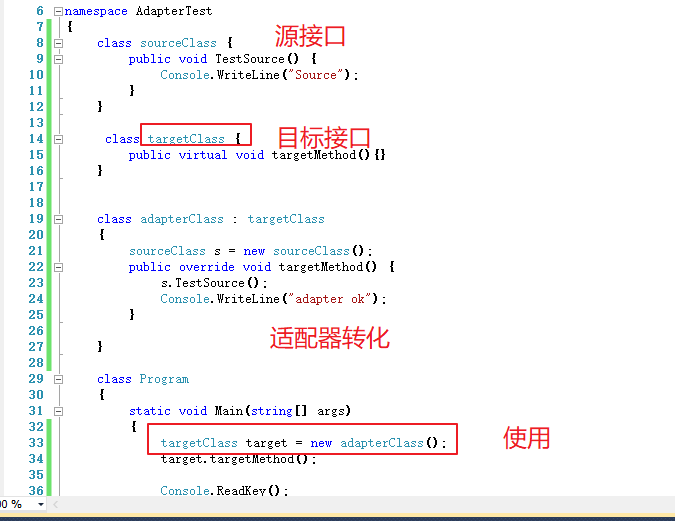 6 namespace AdapterTest
7 {
8 class sourceClass { 源接口
9 public void TestSource() {
10 Console.WriteLine("Source");
11 }
12 }
13
14 class targetClass { 目标接口
15 public virtual void targetMethod(){}
16 }
17
18
19 class adapterClass : targetClass
20 {
21 sourceClass s = new sourceClass();
22 public override void targetMethod() {
23 s.TestSource();
24 Console.WriteLine("adapter ok");
25 }
26 适配器转化
27 }
28
29 class Program
30 {
31 static void Main(string[] args)
32 {
33 targetClass target = new adapterClass(); 使用
34 target.targetMethod();
35
36 Console.ReadKey();
00 %